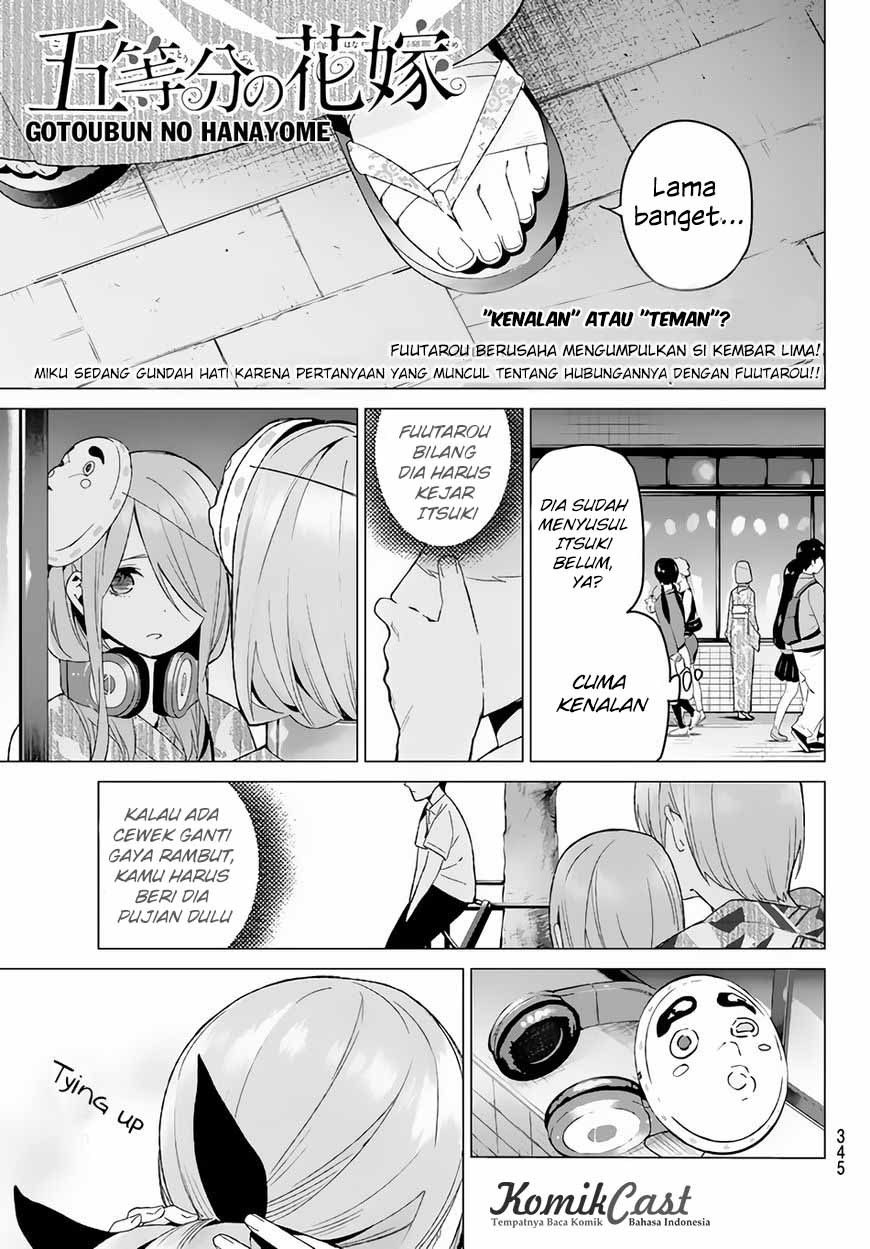 五等分の花嫁
GOTOUBUN NO HANAYOME
Lama
banget...
"KENALAN" ATAU "TEMAN"?
FUUTAROU BERUSAHA MENGUMPULKAN SI KEMBAR LIMA!
MIKU SEDANG GUNDAH HATI KARENA PERTANYAAN YANG MUNCUL TENTANG HUBUNGANNYA DENGAN FUUTAROU!!
DIA SUDAH
MENYUSUL
ITSUKI
BELUM,
YA?
CUMA
KENALAN
FUUTAROU
BILANG
DIA HARUS
KEJAR
ITSUKI
KALAU ADA
CEWEK GANTI
GAYA RAMBUT,
KAMU HARUS
BERI DIA
PUJIAN DULU
Tying up
345
KomikCast
Tempatnya Baca Komik Bahasa Indonesia